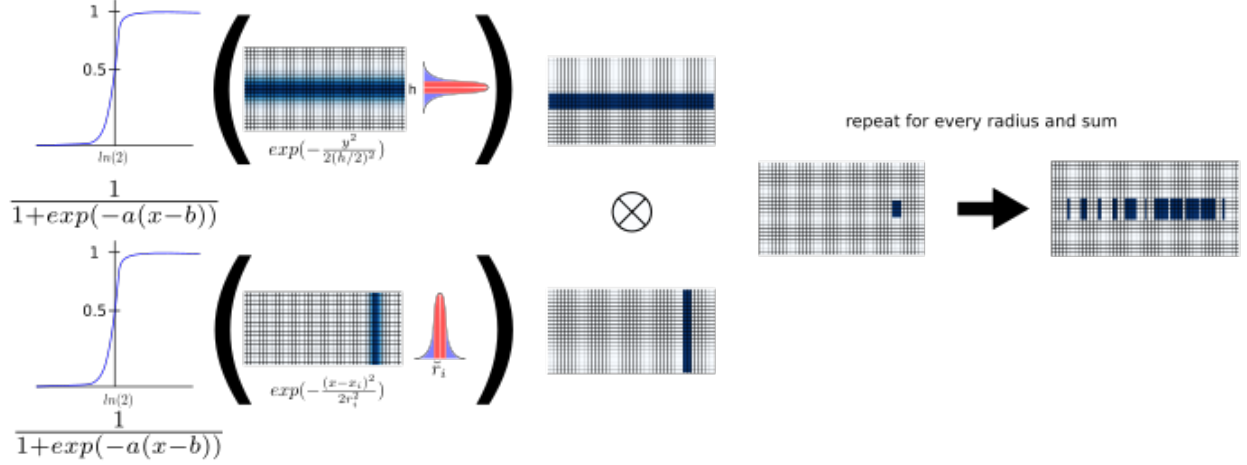 1
0.5
ln(2)
1/(1+exp(-a(x-b)))
h
exp(-y²/(2(h/2)²))
repeat for every radius and sum
1
0.5
ln(2)
1/(1+exp(-a(x-b)))
r̆ᵢ
exp(-(x-xᵢ)²/(2rᵢ²))